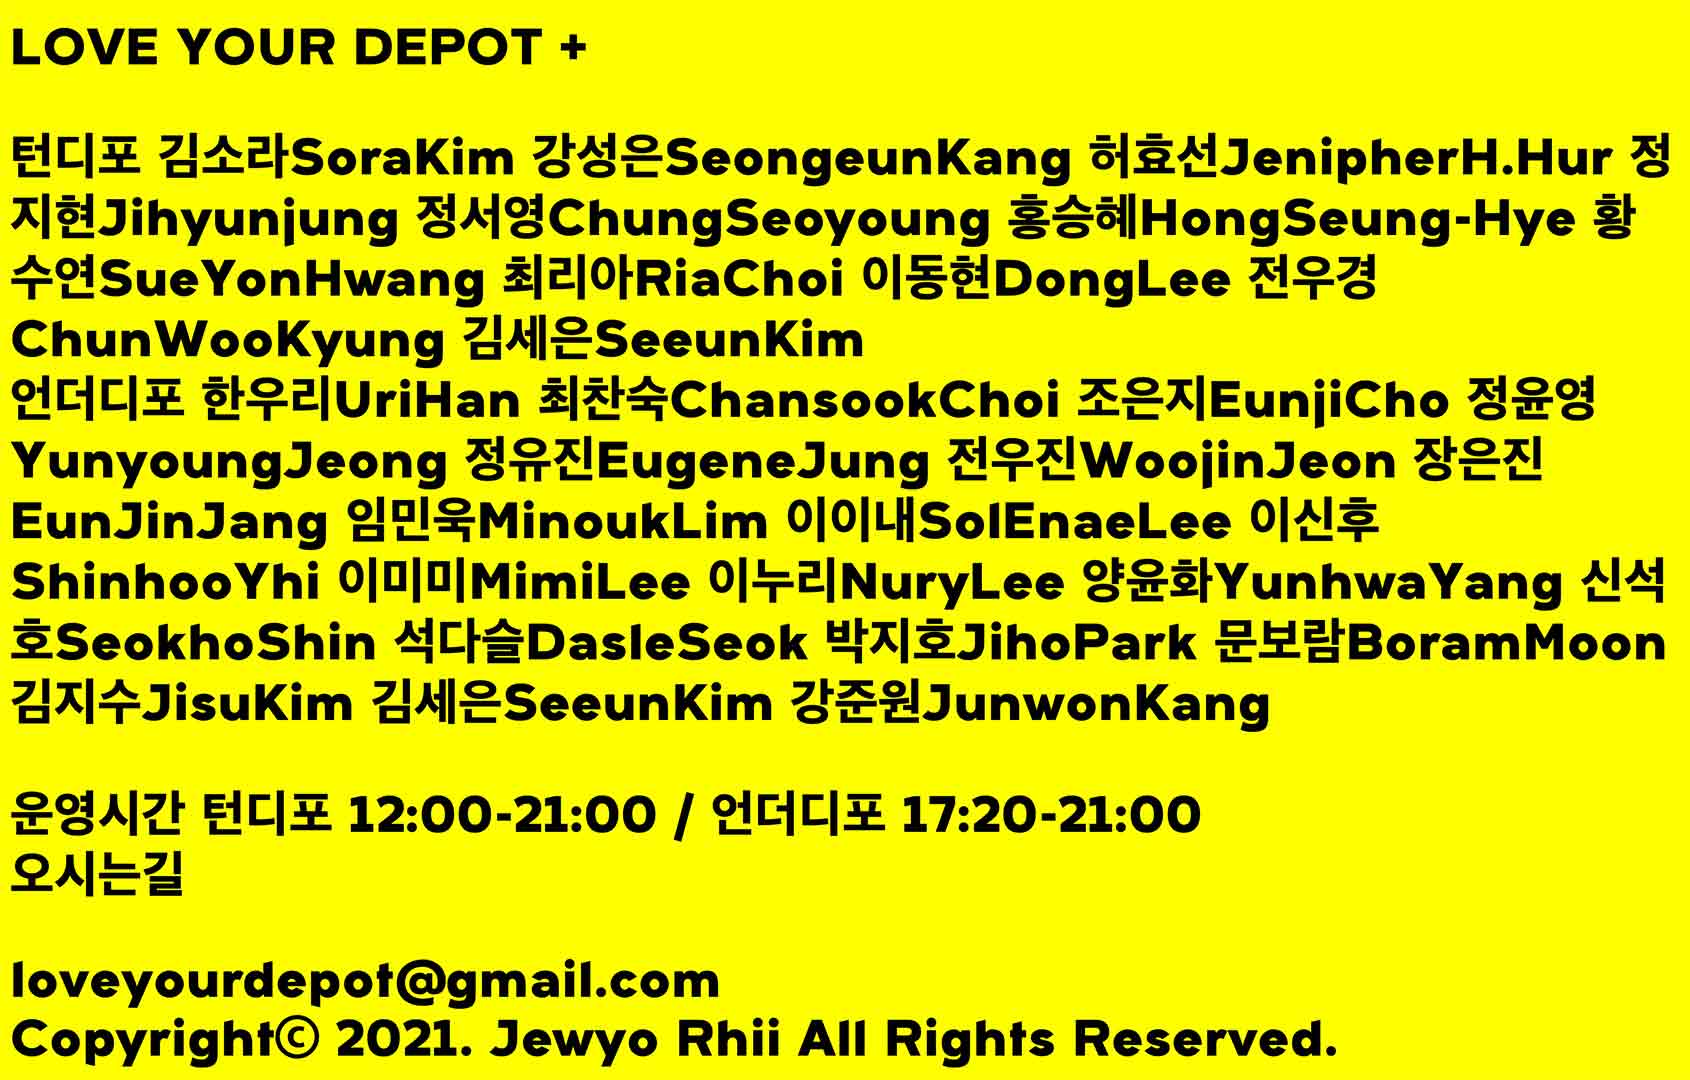 LOVE YOUR DEPOT +
턴디포 김소라SoraKim 강성은SeongeunKang 허효선JenipherH.Hur 정
지현Jihyunjung 정서영ChungSeoyoung 홍승혜HongSeung-Hye 황
수연SueYonHwang 최리아RiaChoi 이동현DongLee 전우경
ChunWooKyung 김세은SeeunKim
언더디포 한우리UriHan 최찬숙ChansookChoi 조은지EunjiCho 정윤영
YunyoungJeong 정유진EugeneJung 전우진WoojinJeon 장은진
EunJinJang 임민욱MinoukLim 이이내SolEnaeLee 이신후
ShinhooYhi 이미미MimiLee 이누리NuryLee 양윤화YunhwaYang 신석
호SeokhoShin 석다슬DasleSeok 박지호JihoPark 문보람BoramMoon
김지수JisuKim 김세은SeeunKim 강준원JunwonKang
운영시간 턴디포 12:00-21:00 / 언더디포 17:20-21:00
오시는길
loveyourdepot@gmail.com
Copyright© 2021. Jewyo Rhii All Rights Reserved.